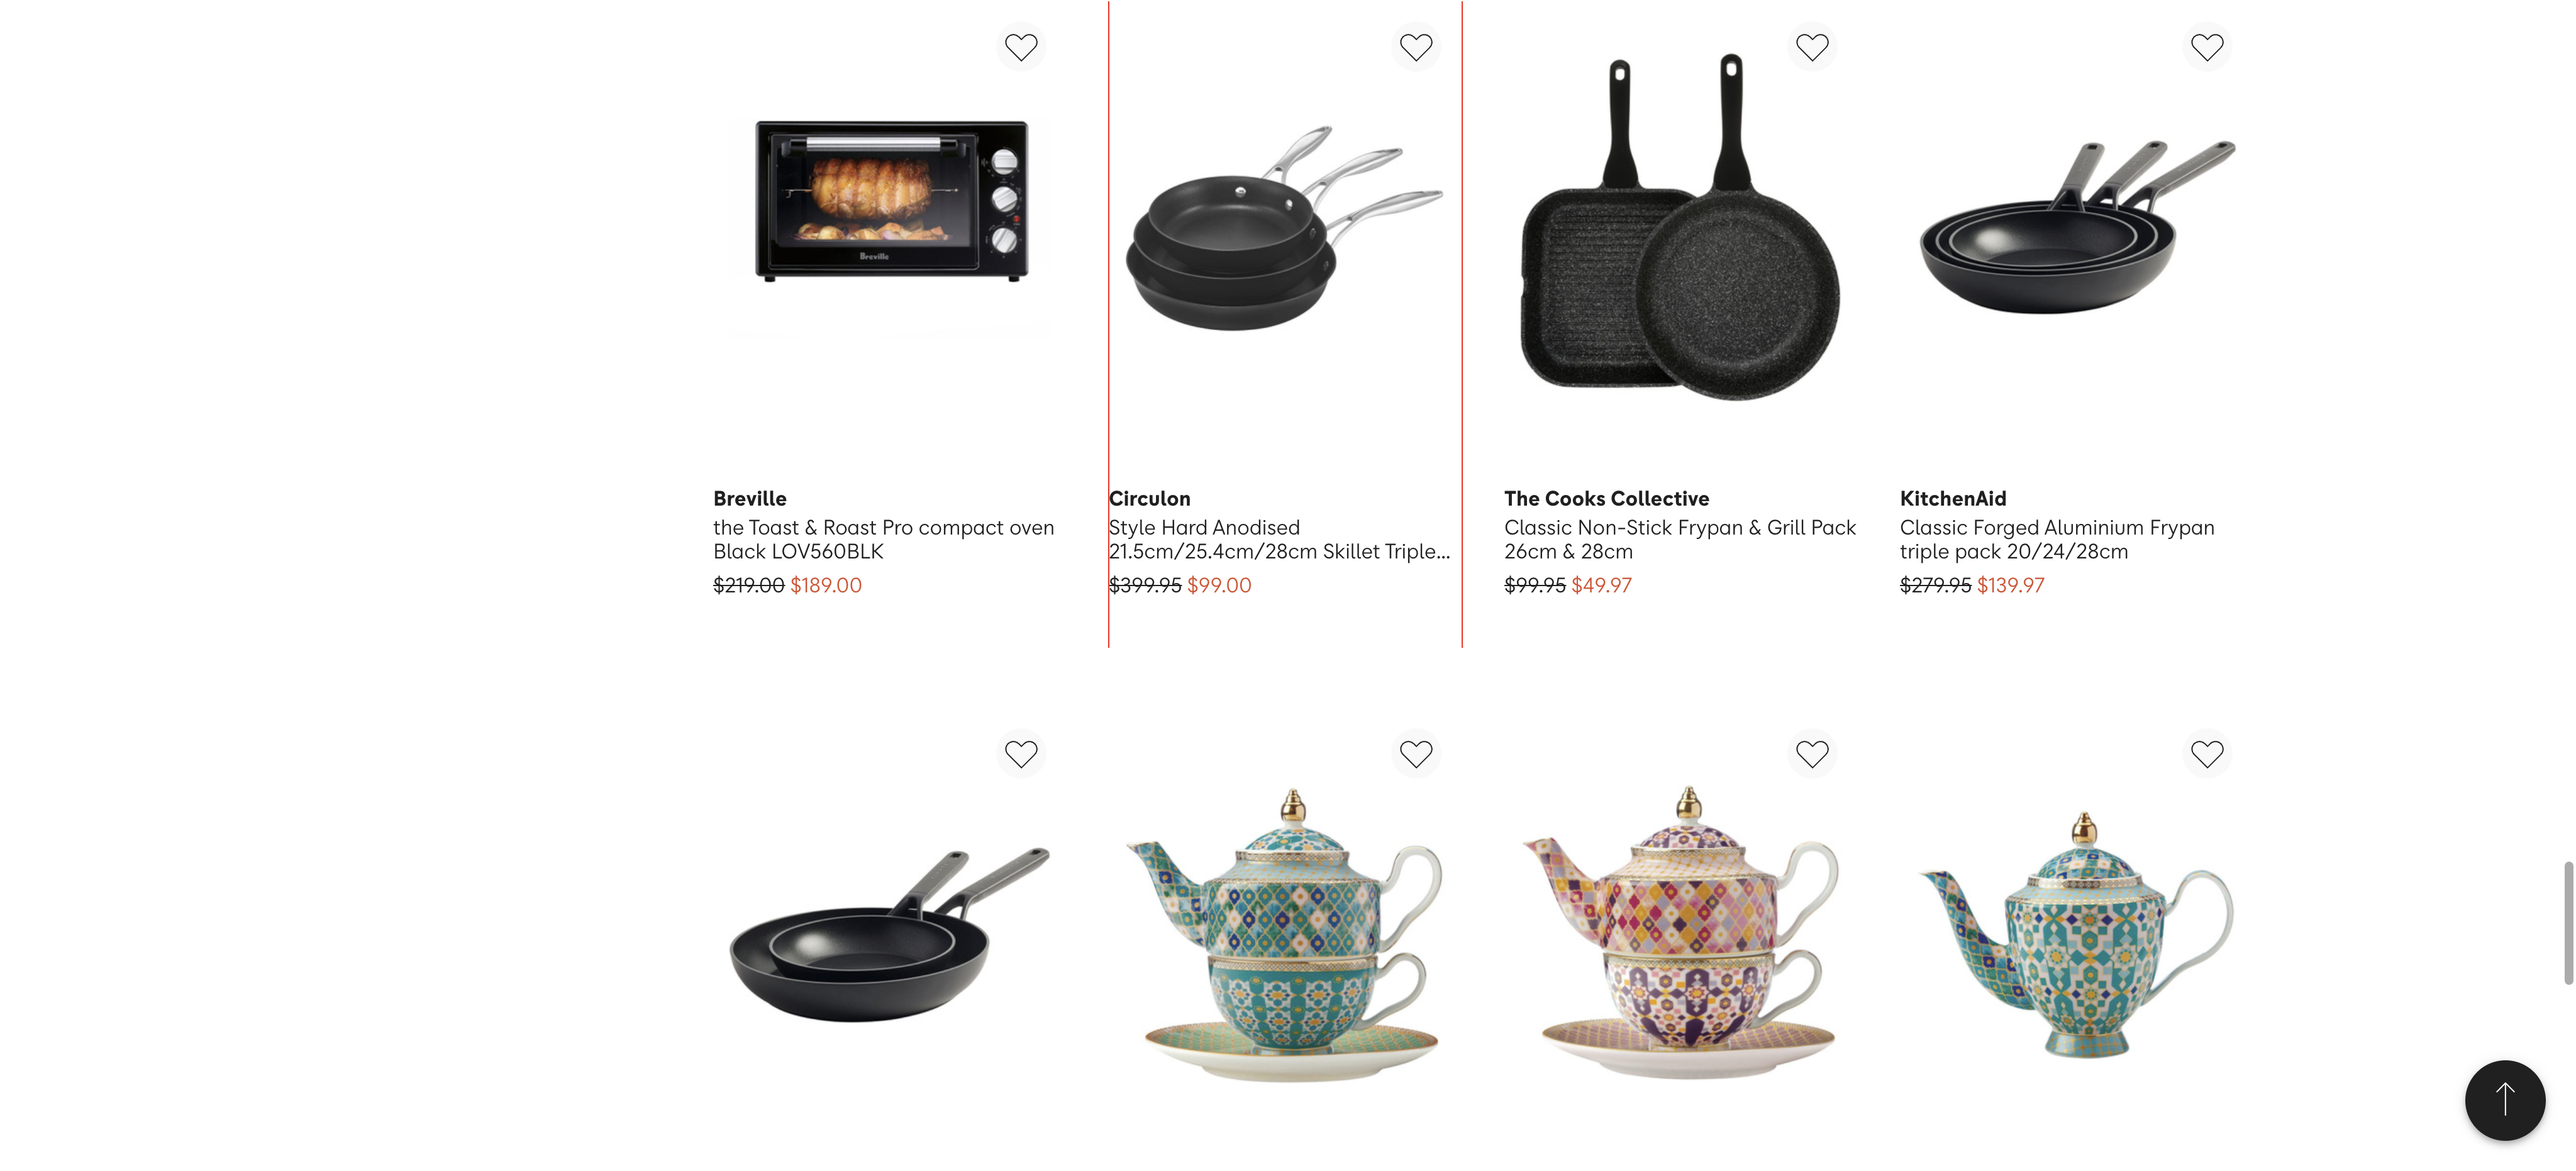 Breville
Breville
the Toast & Roast Pro compact oven
Black LOV560BLK
$219.00 $189.00
Circulon
Style Hard Anodised
21.5cm/25.4cm/28cm Skillet Triple...
$399.95 $99.00
The Cooks Collective
Classic Non-Stick Frypan & Grill Pack
26cm & 28cm
$99.95 $49.97
KitchenAid
Classic Forged Aluminium Frypan
triple pack 20/24/28cm
$279.95 $139.97